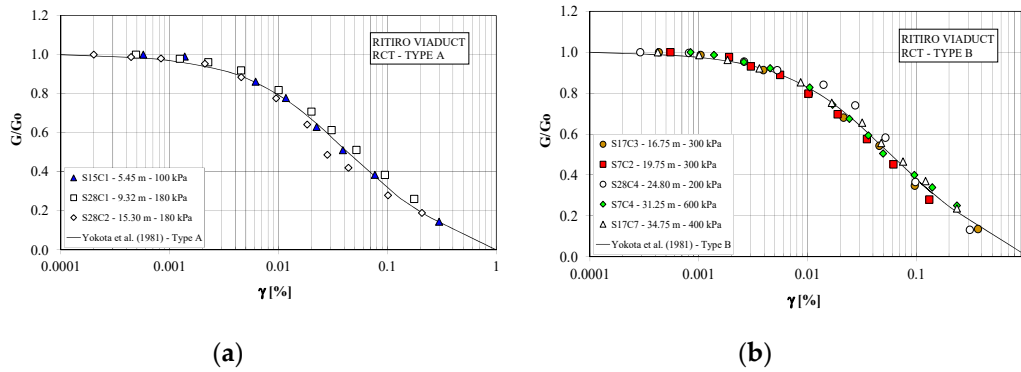 1.2
1.0
0.8
0.6
0.4
0.2
0.0
G/Go
RITIRO VIADUCT
RCT - TYPE A
S15C1 - 5.45 m - 100 kPa
S28C1 - 9.32 m - 180 kPa
S28C2 - 15.30 m - 180 kPa
Yokota et al. (1981) - Type A
0.0001 0.001 0.01 0.1 1
γ [%]
(a)
1.2
1.0
0.8
0.6
0.4
0.2
0.0
G/Go
RITIRO VIADUCT
RCT - TYPE B
S17C3 - 16.75 m - 300 kPa
S7C2 - 19.75 m - 300 kPa
S28C4 - 24.80 m - 200 kPa
S7C4 - 31.25 m - 600 kPa
S17C7 - 34.75 m - 400 kPa
Yokota et al. (1981) - Type B
0.0001 0.001 0.01 0.1
γ [%]
(b)